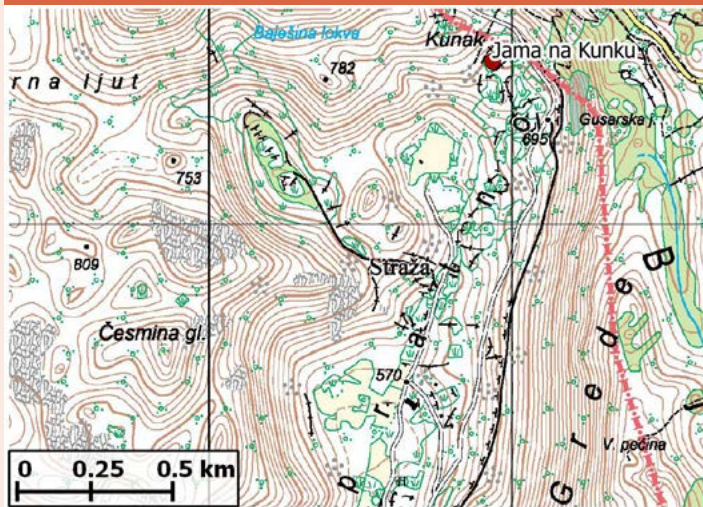 Baješina lokva
Kunak
Jama na Kunku
rna ljut
782
695
Gusarska j.
753
809
Straža
Česmina gl.
570
B
Grede
V. pećina
0 0.25 0.5 km